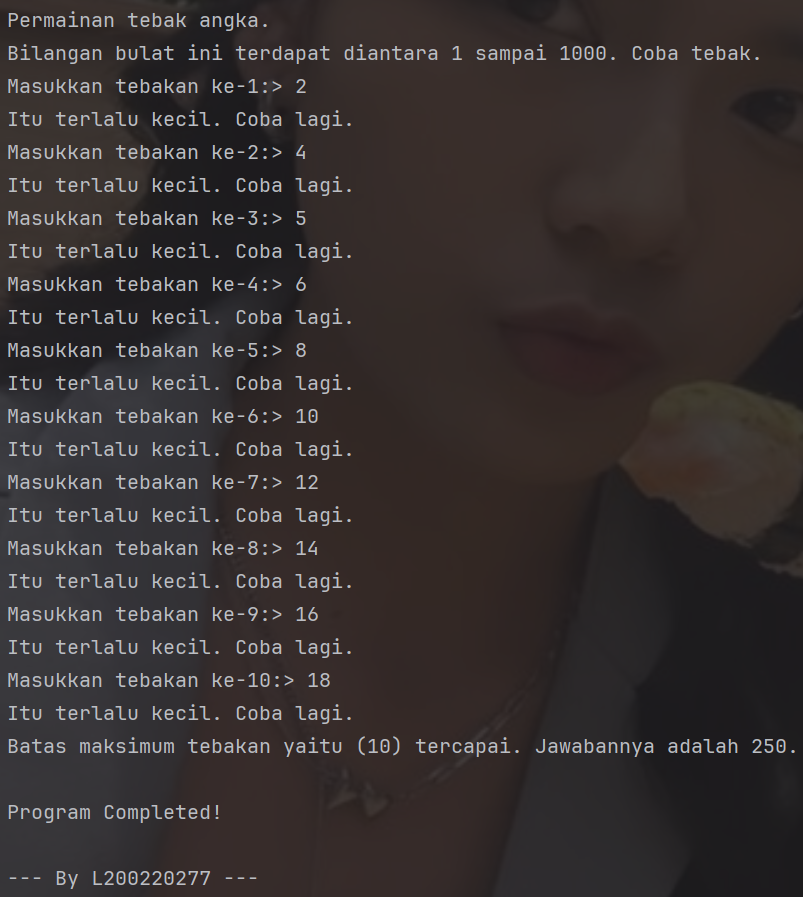 Permainan tebak angka.
Bilangan bulat ini terdapat diantara 1 sampai 1000. Coba tebak.
Masukkan tebakan ke-1:> 2
Itu terlalu kecil. Coba lagi.
Masukkan tebakan ke-2:> 4
Itu terlalu kecil. Coba lagi.
Masukkan tebakan ke-3:> 5
Itu terlalu kecil. Coba lagi.
Masukkan tebakan ke-4:> 6
Itu terlalu kecil. Coba lagi.
Masukkan tebakan ke-5:> 8
Itu terlalu kecil. Coba lagi.
Masukkan tebakan ke-6:> 10
Itu terlalu kecil. Coba lagi.
Masukkan tebakan ke-7:> 12
Itu terlalu kecil. Coba lagi.
Masukkan tebakan ke-8:> 14
Itu terlalu kecil. Coba lagi.
Masukkan tebakan ke-9:> 16
Itu terlalu kecil. Coba lagi.
Masukkan tebakan ke-10:> 18
Itu terlalu kecil. Coba lagi.
Batas maksimum tebakan yaitu (10) tercapai. Jawabannya adalah 250.
Program Completed!
--- By L200220277 ---